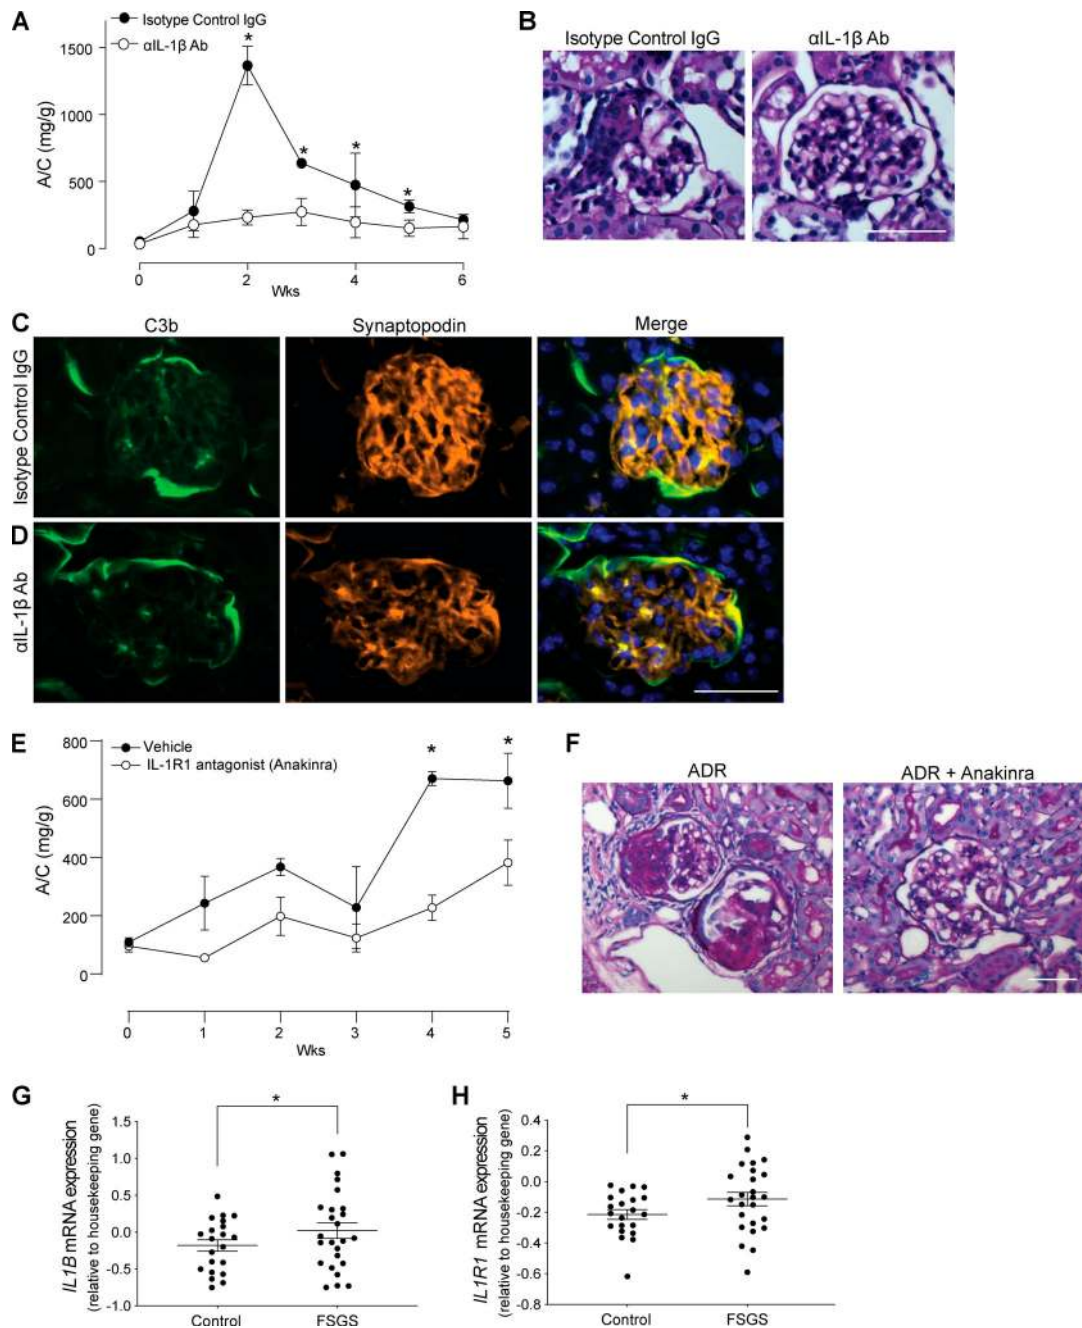 A
Isotype Control IgG
αIL-1β Ab
1500
1000
500
0
A/C (mg/g)
*
*
*
*
0
2
4
6
Wks
B
Isotype Control IgG
αIL-1β Ab
C
C3b
Synaptopodin
Merge
Isotype Control IgG
D
αIL-1β Ab
E
Vehicle
IL-1R1 antagonist (Anakinra)
800
600
400
200
0
A/C (mg/g)
*
*
0
1
2
3
4
5
Wks
F
ADR
ADR + Anakinra
G
*
IL1B mRNA expression
(relative to housekeeping gene)
1.5
1.0
0.5
0.0
-0.5
-1.0
Control
FSGS
H
*
IL1R1 mRNA expression
(relative to housekeeping gene)
0.4
0.2
0.0
-0.2
-0.4
-0.6
-0.8
Control
FSGS